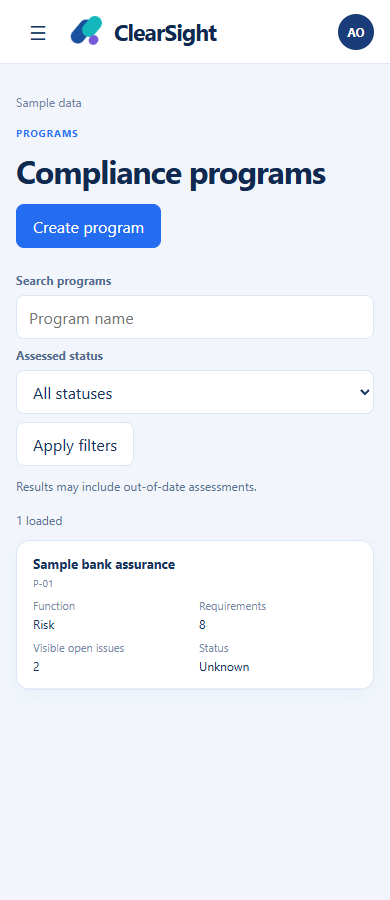 ClearSight
AO
Sample data
PROGRAMS
Compliance programs
Create program
Search programs
Program name
Assessed status
All statuses
Apply filters
Results may include out-of-date assessments.
1 loaded
Sample bank assurance
P-01
Function Requirements
Risk 8
Visible open issues Status
2 Unknown